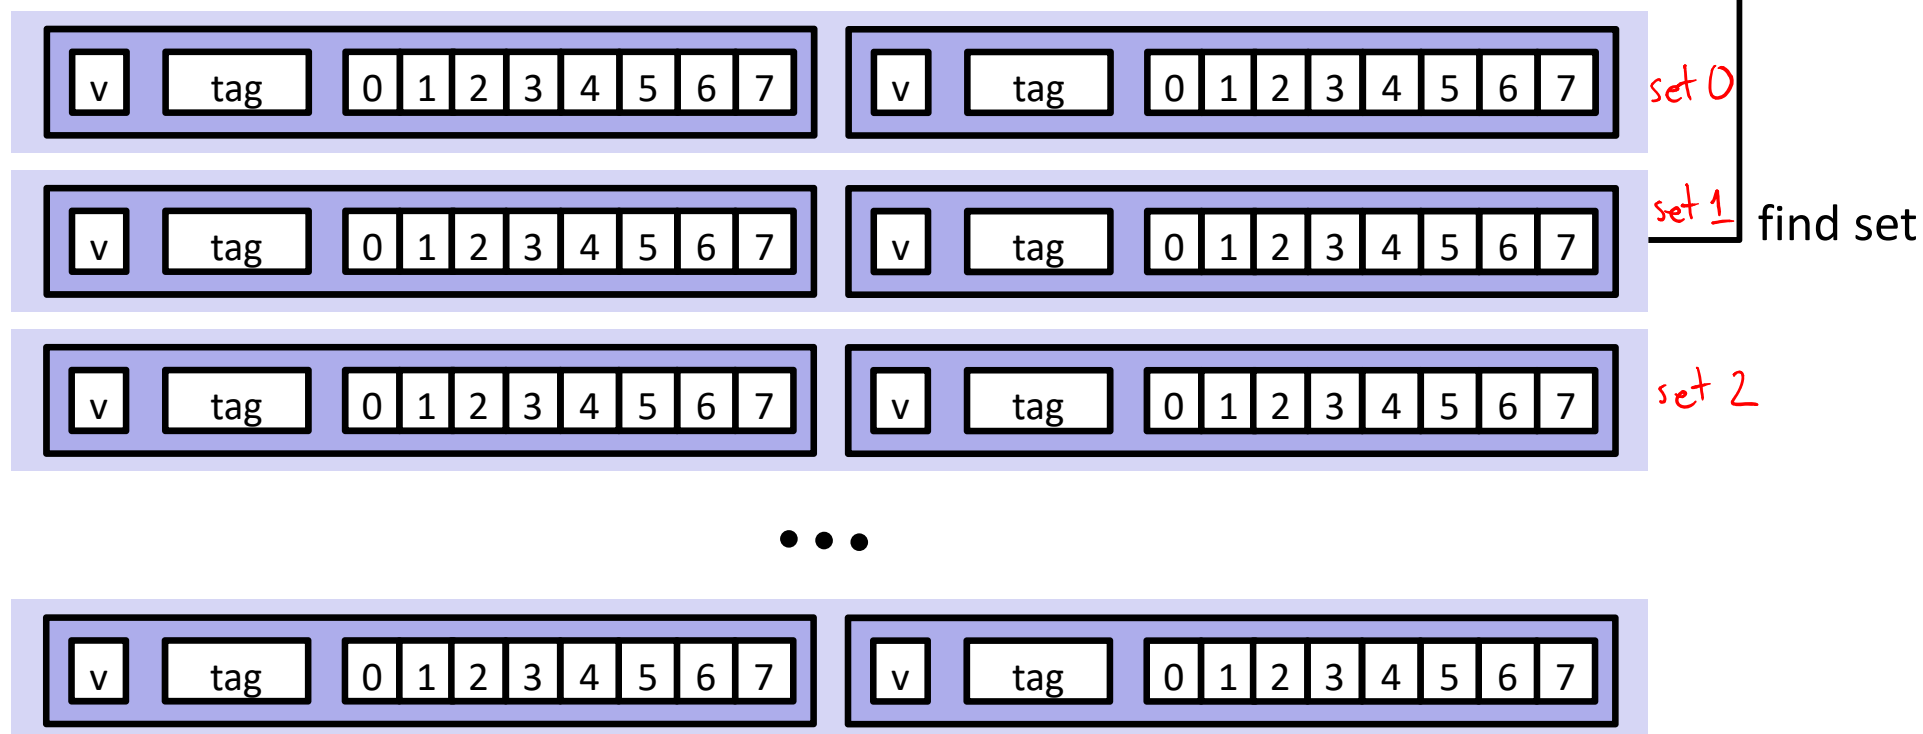 v tag 0 1 2 3 4 5 6 7 v tag 0 1 2 3 4 5 6 7 set 0
v tag 0 1 2 3 4 5 6 7 v tag 0 1 2 3 4 5 6 7 set 1 find set
v tag 0 1 2 3 4 5 6 7 v tag 0 1 2 3 4 5 6 7 set 2
...
v tag 0 1 2 3 4 5 6 7 v tag 0 1 2 3 4 5 6 7